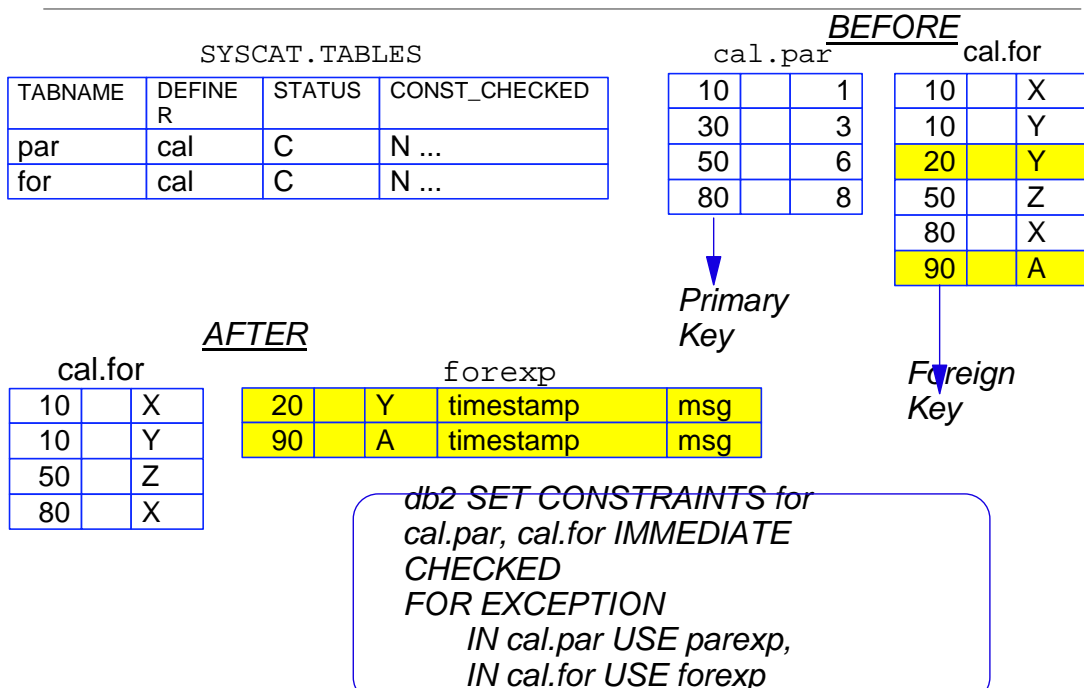 BEFORE
SYSCAT.TABLES
TABNAME DEFINE
R STATUS CONST_CHECKED
par cal C N ...
for cal C N ...
cal.par
10 1
30 3
50 6
80 8
Primary
Key
cal.for
10 X
10 Y
20 Y
50 Z
80 X
90 A
Foreign
Key
AFTER
cal.for
10 X
10 Y
50 Z
80 X
forexp
20 Y timestamp msg
90 A timestamp msg
db2 SET CONSTRAINTS for
cal.par, cal.for IMMEDIATE
CHECKED
FOR EXCEPTION
IN cal.par USE parexp,
IN cal.for USE forexp